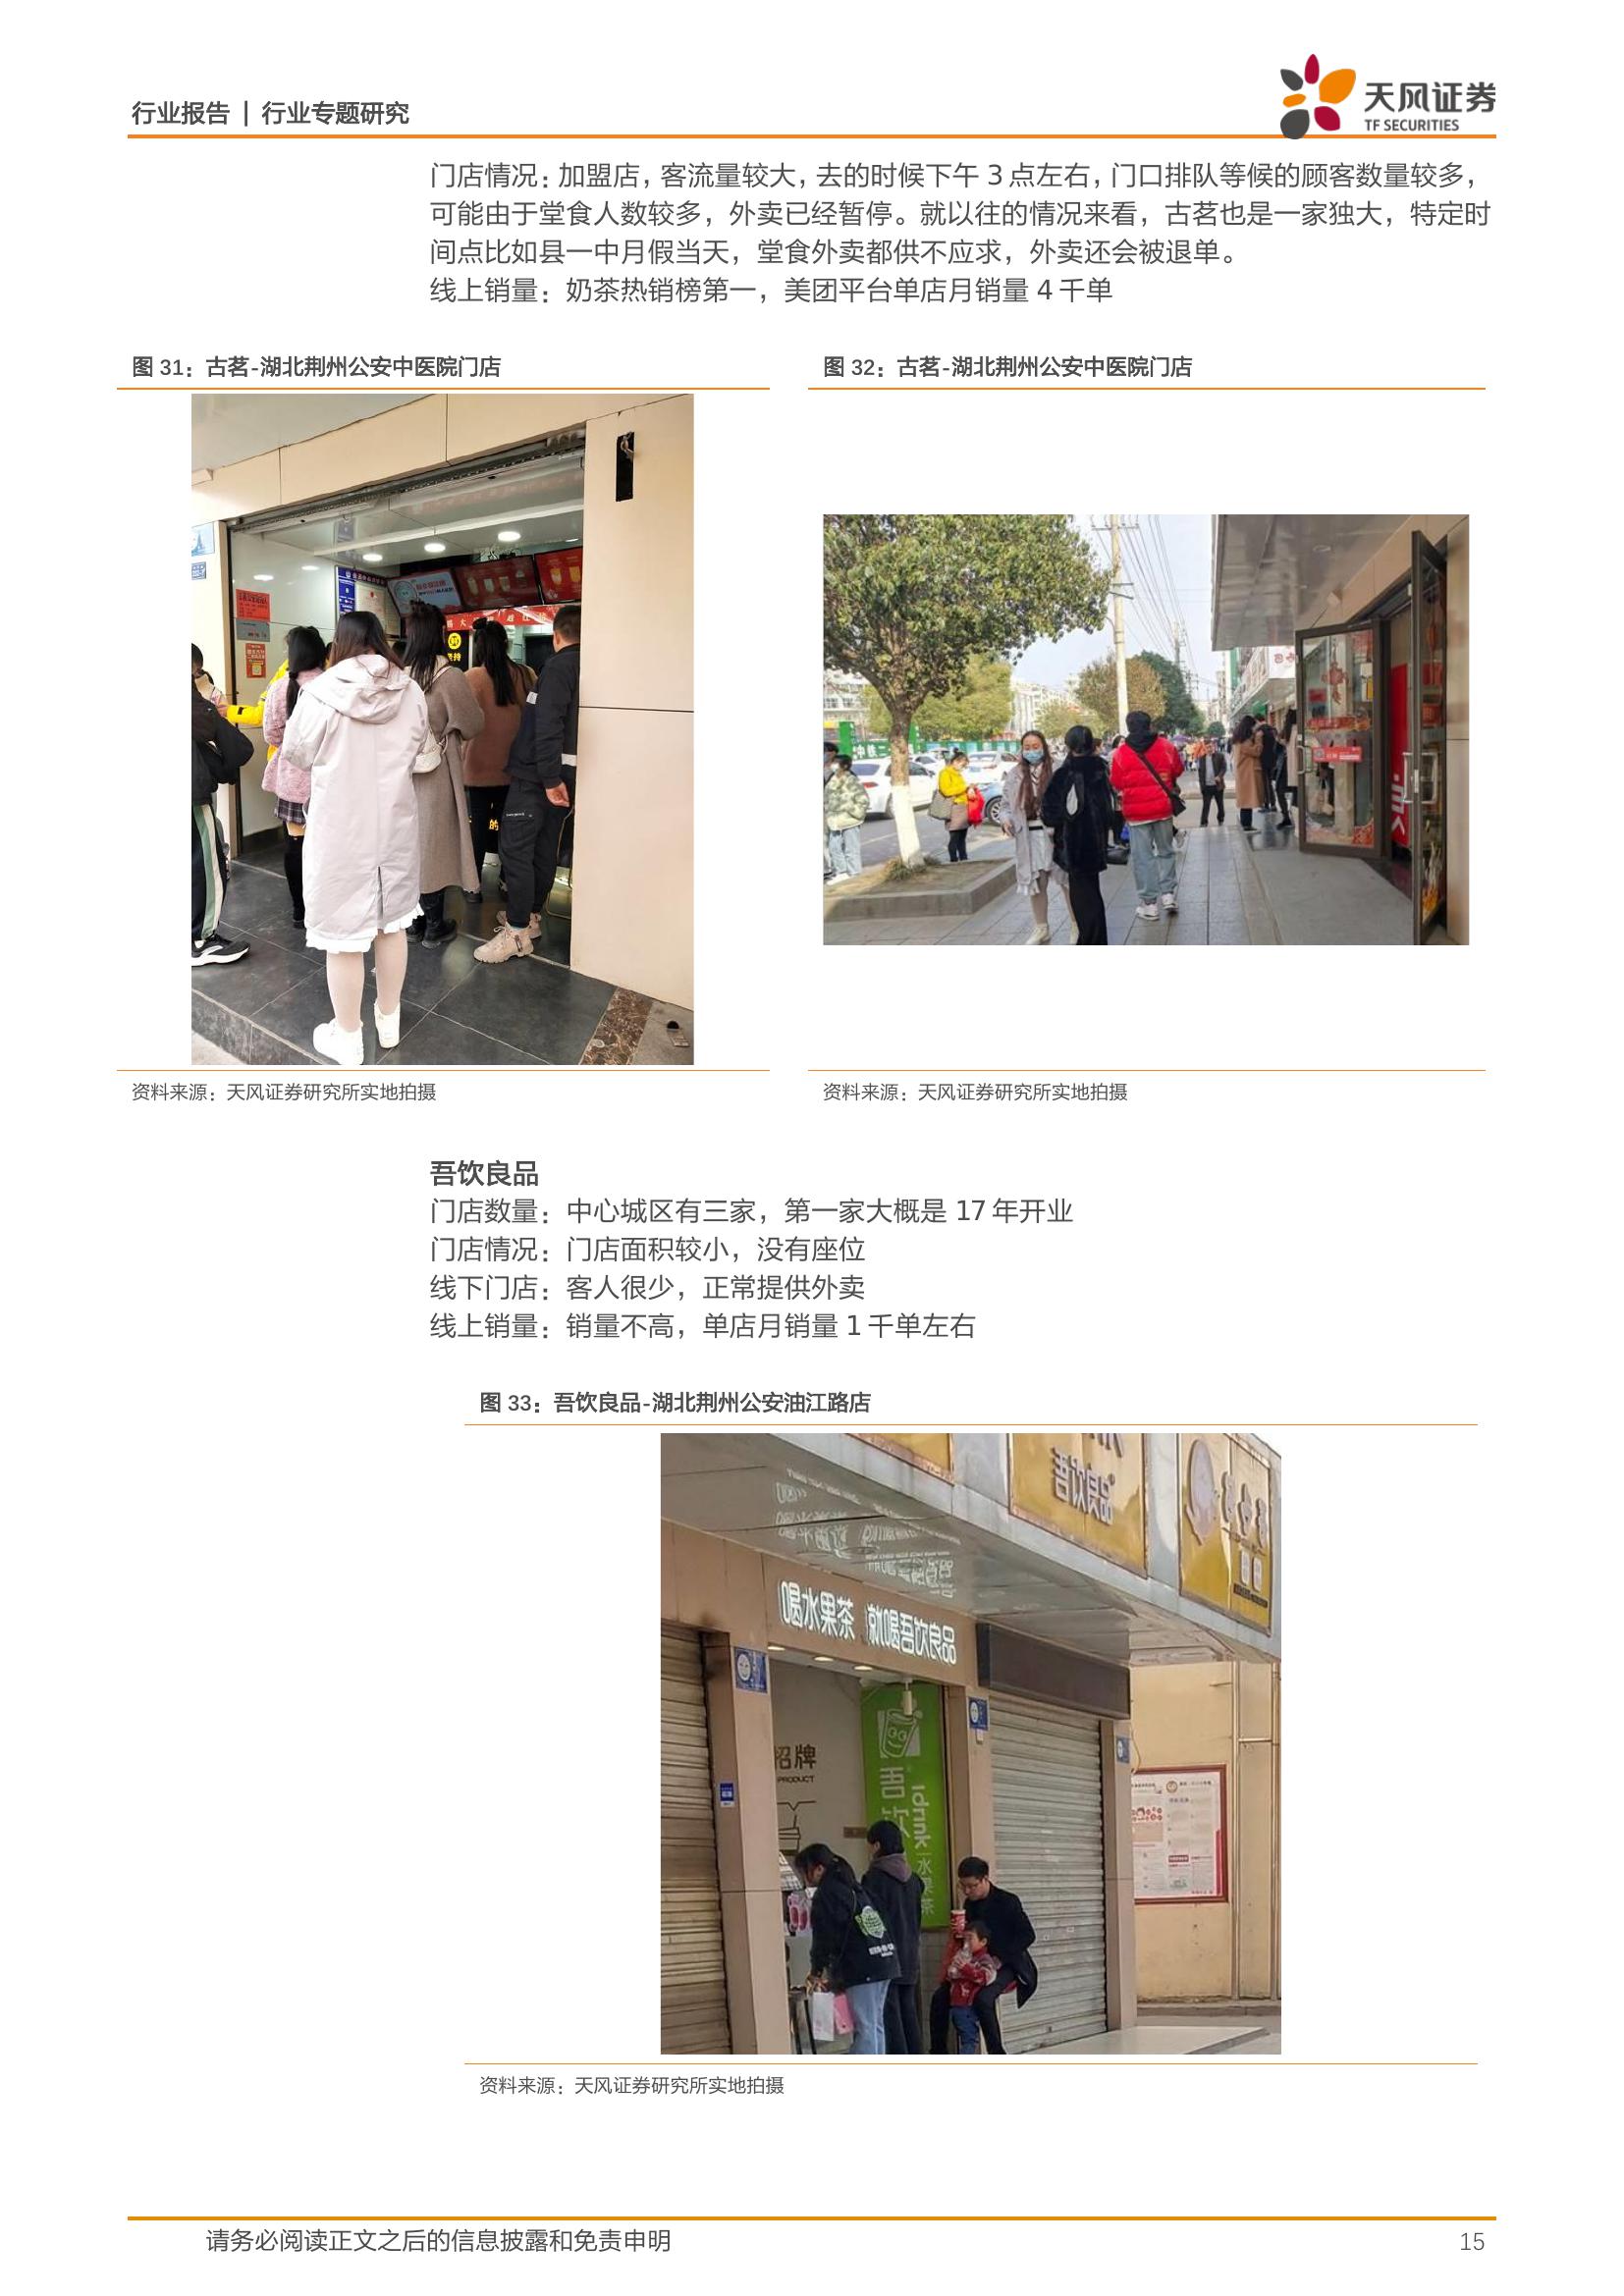 行业报告 | 行业专题研究
天风证券
TF SECURITIES
门店情况：加盟店，客流量较大，去的时候下午 3 点左右，门口排队等候的顾客数量较多，
可能由于堂食人数较多，外卖已经暂停。就以往的情况来看，古茗也是一家独大，特定时
间点比如县一中月假当天，堂食外卖都供不应求，外卖还会被退单。
线上销量：奶茶热销榜第一，美团平台单店月销量 4 千单
图 31：古茗-湖北荆州公安中医院门店
图 32：古茗-湖北荆州公安中医院门店
资料来源：天风证券研究所实地拍摄
资料来源：天风证券研究所实地拍摄
吾饮良品
门店数量：中心城区有三家，第一家大概是 17 年开业
门店情况：门店面积较小，没有座位
线下门店：客人很少，正常提供外卖
线上销量：销量不高，单店月销量 1 千单左右
图 33：吾饮良品-湖北荆州公安油江路店
吾饮良品
喝水果茶 就喝吾饮良品
招牌
PRODUCT
吾饮
水果茶
资料来源：天风证券研究所实地拍摄
请务必阅读正文之后的信息披露和免责申明
15